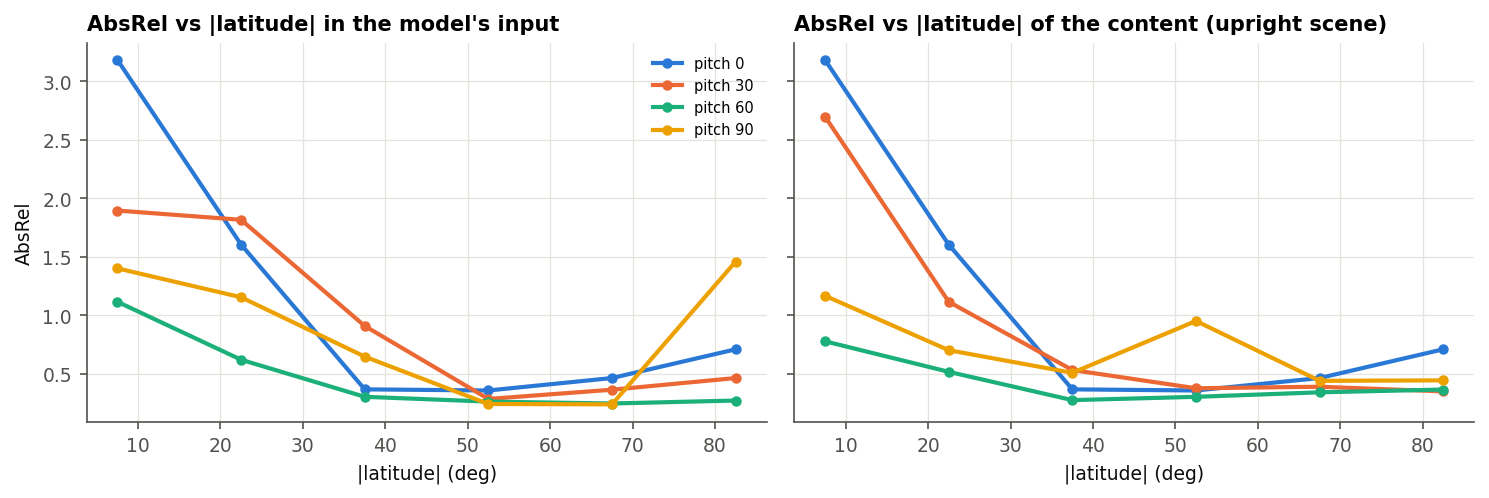 AbsRel vs |latitude| in the model's input
AbsRel vs |latitude| of the content (upright scene)
pitch 0
pitch 30
pitch 60
pitch 90
AbsRel
3.0
2.5
2.0
1.5
1.0
0.5
10 20 30 40 50 60 70 80
10 20 30 40 50 60 70 80
|latitude| (deg)
|latitude| (deg)